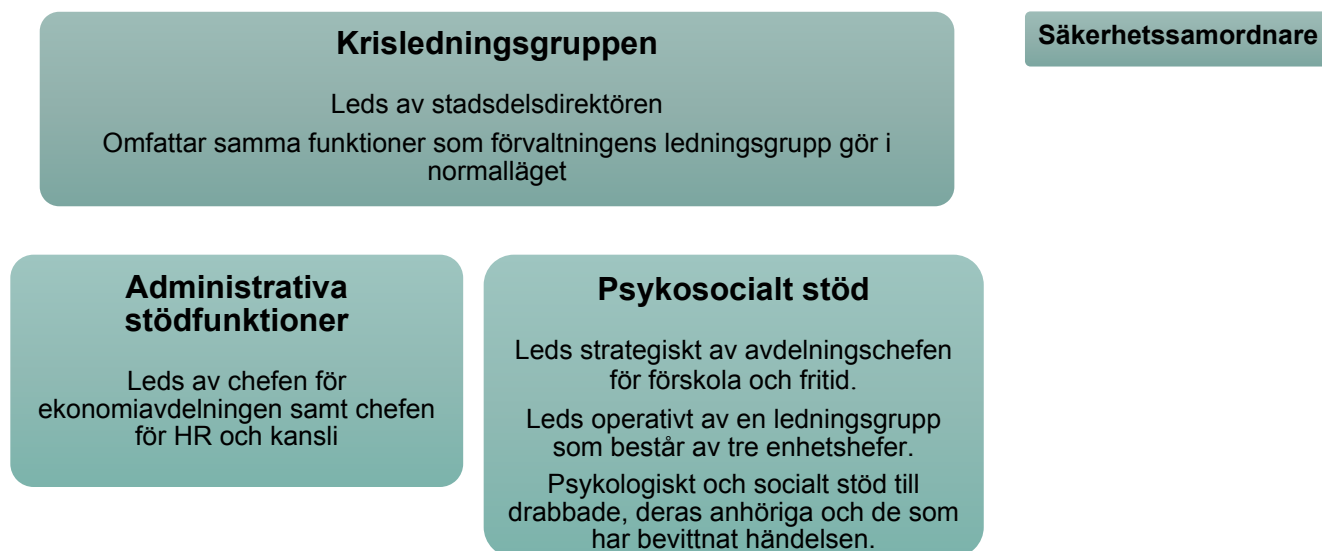 Krisledningsgruppen
Leds av stadsdelsdirektören
Omfattar samma funktioner som förvaltningens ledningsgrupp gör i
normalläget
Säkerhetssamordnare
Administrativa
stödfunktioner
Leds av chefen för
ekonomiavdelningen samt chefen
för HR och kansli
Psykosocialt stöd
Leds strategiskt av avdelningschefen
för förskola och fritid.
Leds operativt av en ledningsgrupp
som består av tre enhetshefer.
Psykologiskt och socialt stöd till
drabbade, deras anhöriga och de som
har bevittnat händelsen.